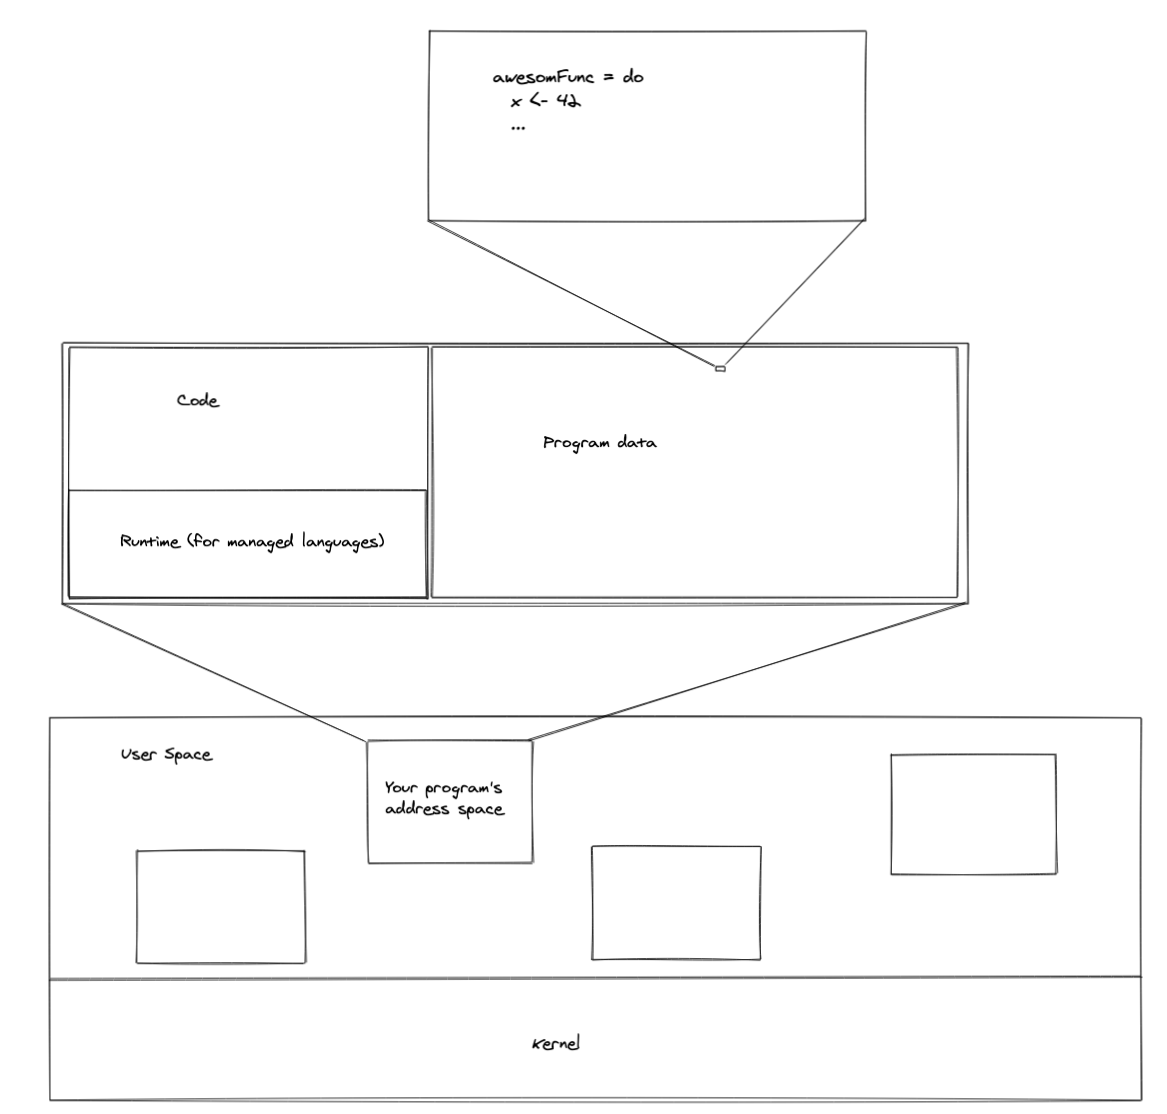 awesomFunc = do
x <- 42
...
Code
Program data
Runtime (for managed languages)
User Space
Your program's
address space
Kernel